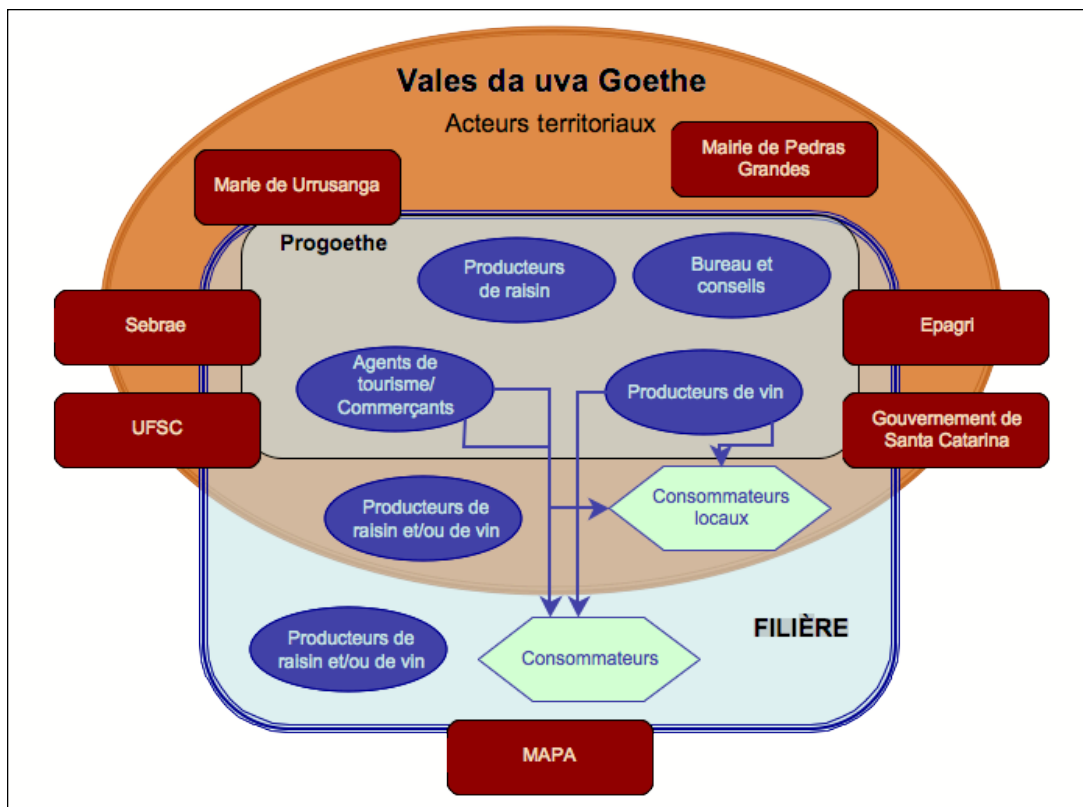 Vales da uva Goethe
Acteurs territoriaux
Mairie de Pedras
Grandes
Marie de Urrusanga
Progoethe
Producteurs
de raisin
Bureau et
conseils
Sebrae
Epagri
Agents de
tourisme/
Commerçants
Producteurs de vin
UFSC
Gouvernement de
Santa Catarina
Consommateurs
locaux
Producteurs de
raisin et/ou de vin
FILIÈRE
Producteurs de
raisin et/ou de vin
Consommateurs
MAPA